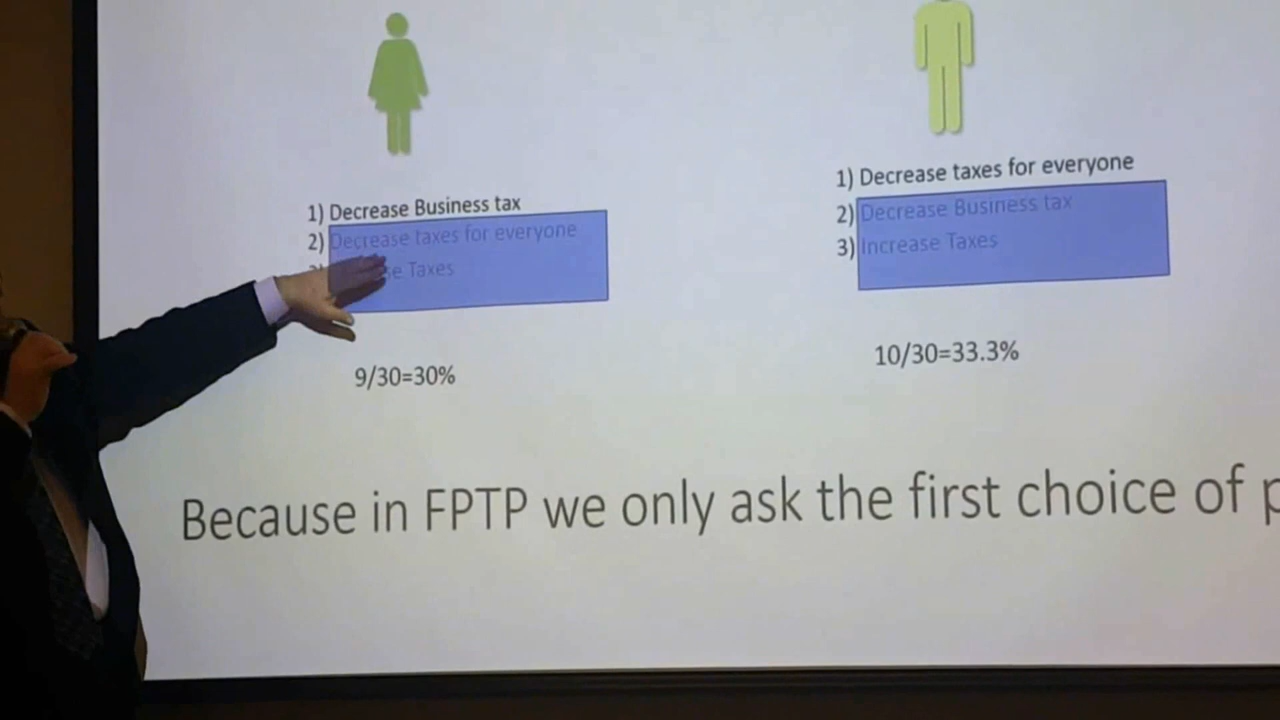 1) Decrease Business tax
2) Decrease taxes for everyone
Taxes
9/30=30%
1) Decrease taxes for everyone
2) Decrease Business tax
3) Increase Taxes
10/30=33.3%
Because in FPTP we only ask the first choice of